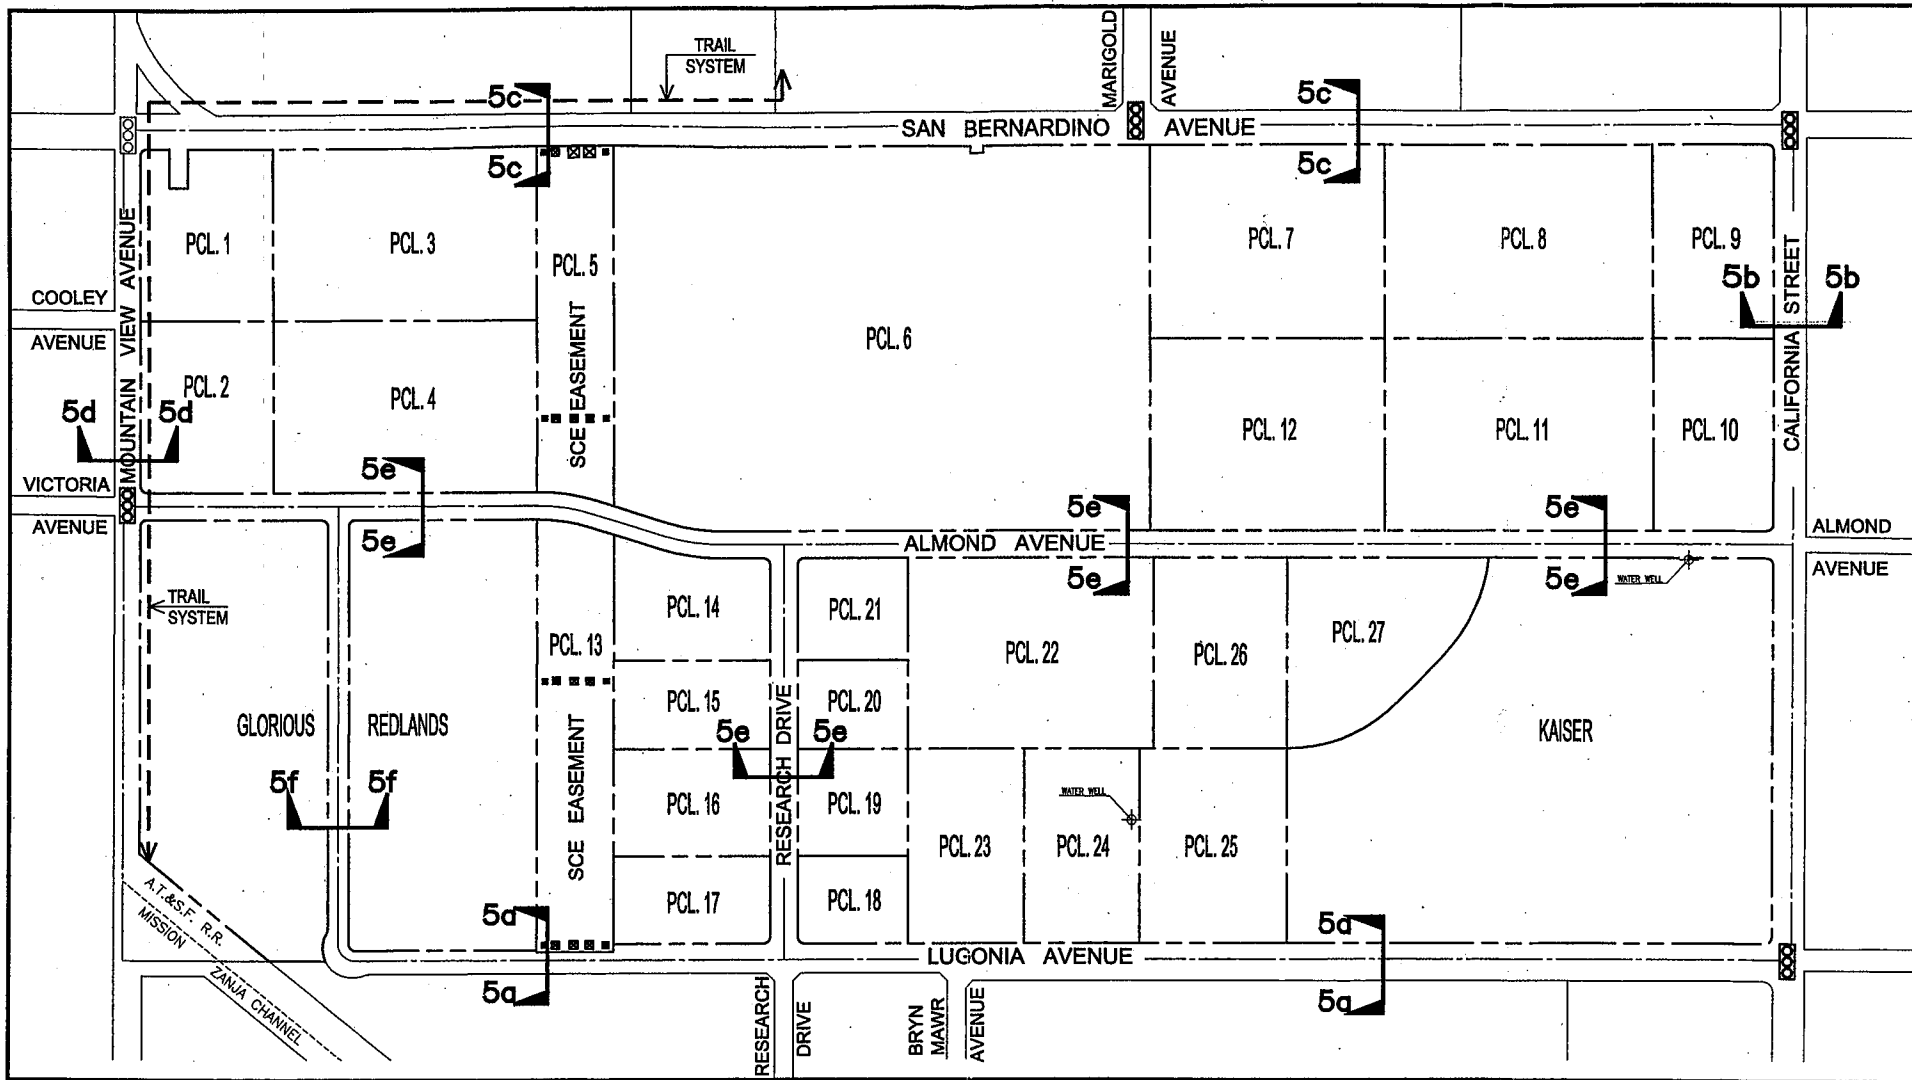 MARIGOLD
AVENUE
TRAIL
SYSTEM
5c
5c
SAN BERNARDINO AVENUE
5c
5c
MOUNTAIN VIEW AVENUE
PCL. 1
PCL. 3
PCL. 5
PCL. 7
PCL. 8
PCL. 9
CALIFORNIA STREET
5b
5b
COOLEY
AVENUE
SCE EASEMENT
PCL. 6
PCL. 2
PCL. 4
5d
5d
PCL. 12
PCL. 11
PCL. 10
VICTORIA
AVENUE
5e
5e
5e
5e
5e
5e
ALMOND AVENUE
ALMOND
AVENUE
WATER WELL
TRAIL
SYSTEM
PCL. 14
PCL. 21
PCL. 13
PCL. 22
PCL. 26
PCL. 27
PCL. 15
PCL. 20
RESEARCH DRIVE
GLORIOUS
REDLANDS
KAISER
5e
5e
SCE EASEMENT
5f
5f
PCL. 16
PCL. 19
WATER WELL
PCL. 23
PCL. 24
PCL. 25
PCL. 17
PCL. 18
A.T.&S.F. R.R.
MISSION ZANJA CHANNEL
5a
5a
LUGONIA AVENUE
5a
5a
RESEARCH
DRIVE
BRYN
MAWR
AVENUE